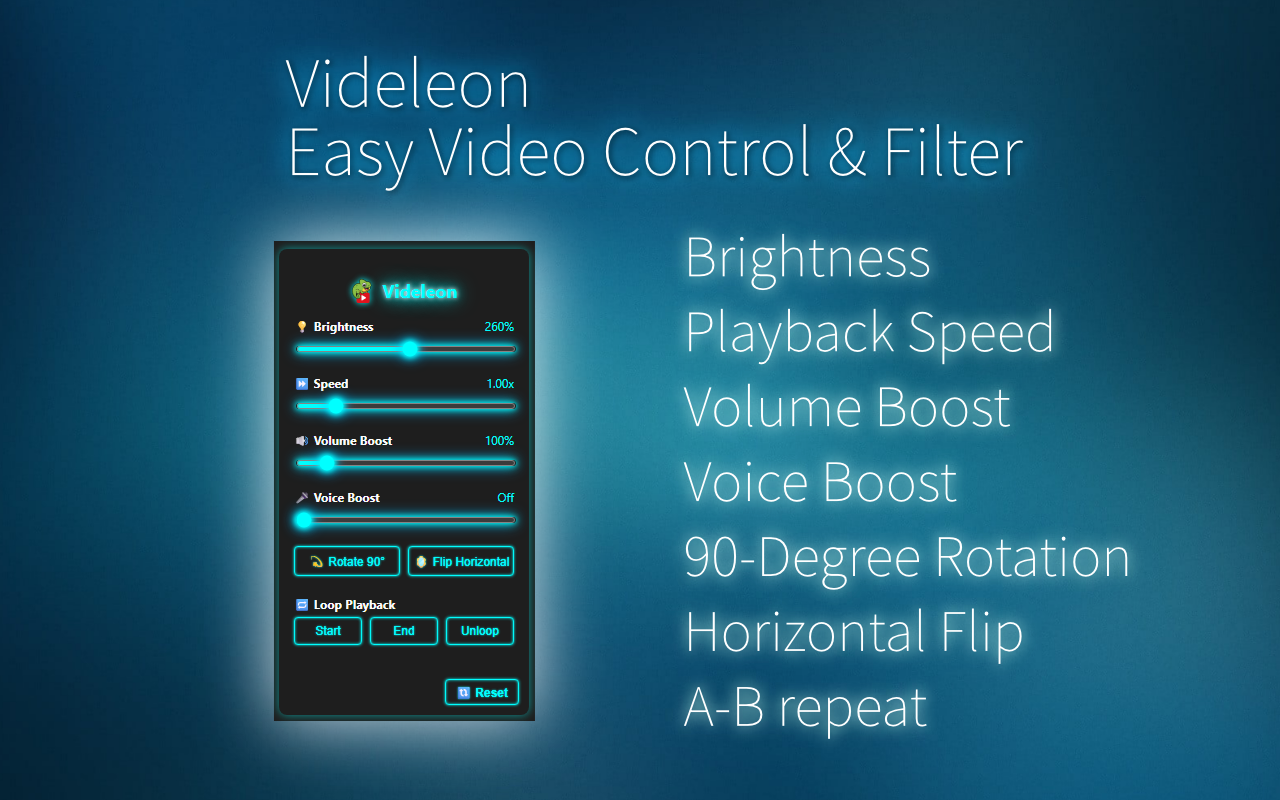 Videleon
Easy Video Control & Filter
Videleon
Brightness 260%
Speed 1.00x
Volume Boost 100%
Voice Boost Off
Rotate 90° Flip Horizontal
Loop Playback
Start End Unloop
Reset
Brightness
Playback Speed
Volume Boost
Voice Boost
90-Degree Rotation
Horizontal Flip
A-B repeat